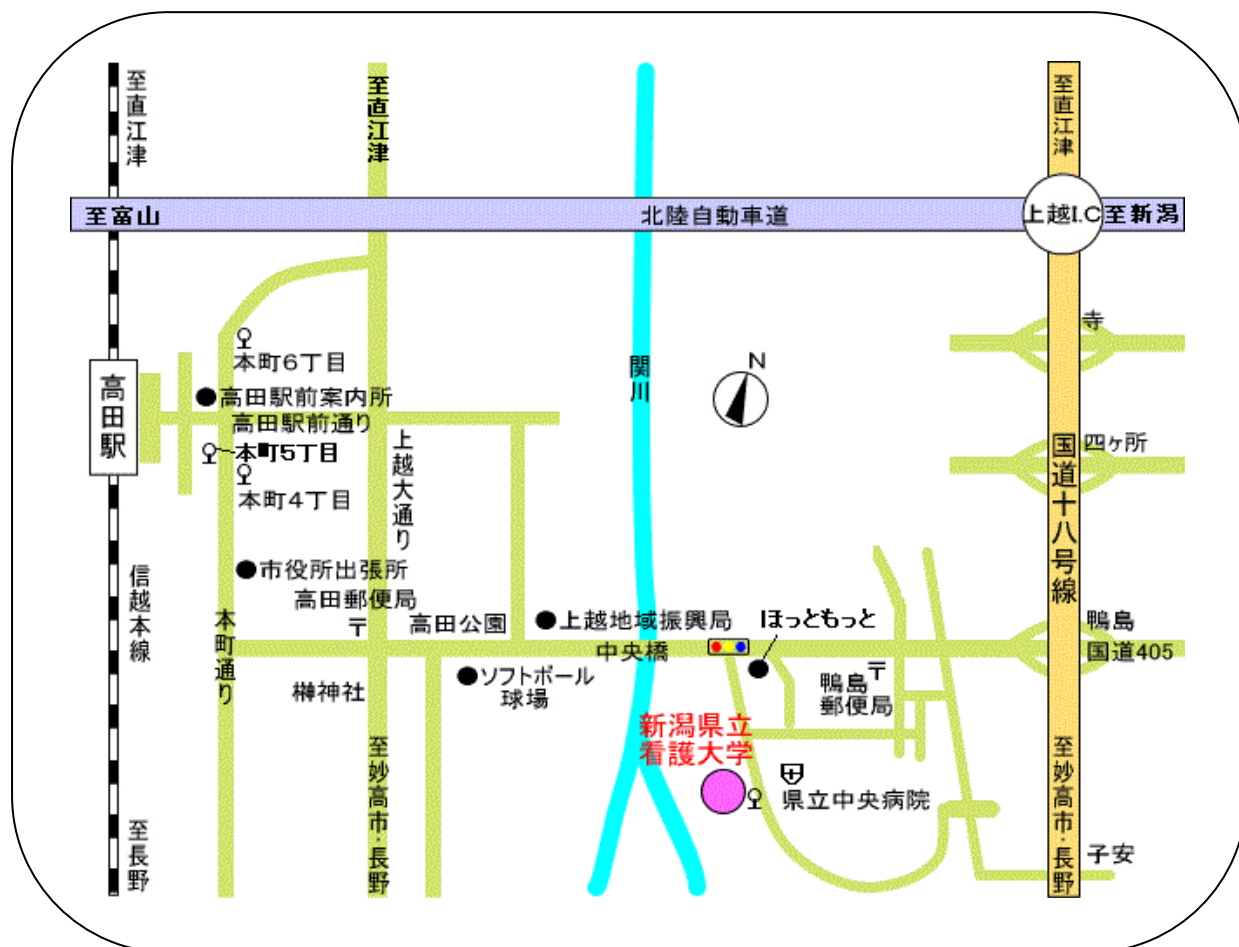 至直江津
至直江津
至直江津
至富山
北陸自動車道
上越I.C
至新潟
寺
本町6丁目
関川
N
高田駅
高田駅前案内所
高田駅前通り
本町5丁目
本町4丁目
上越大通り
四ヶ所
国道十八号線
信越本線
市役所出張所
高田郵便局
〒
高田公園
上越地域振興局
中央橋
ほっともっと
鴨島
国道405
本町通り
榊神社
ソフトボール
球場
〒
鴨島
郵便局
新潟県立
看護大学
県立中央病院
至長野
至妙高市・長野
至妙高市・長野
子安